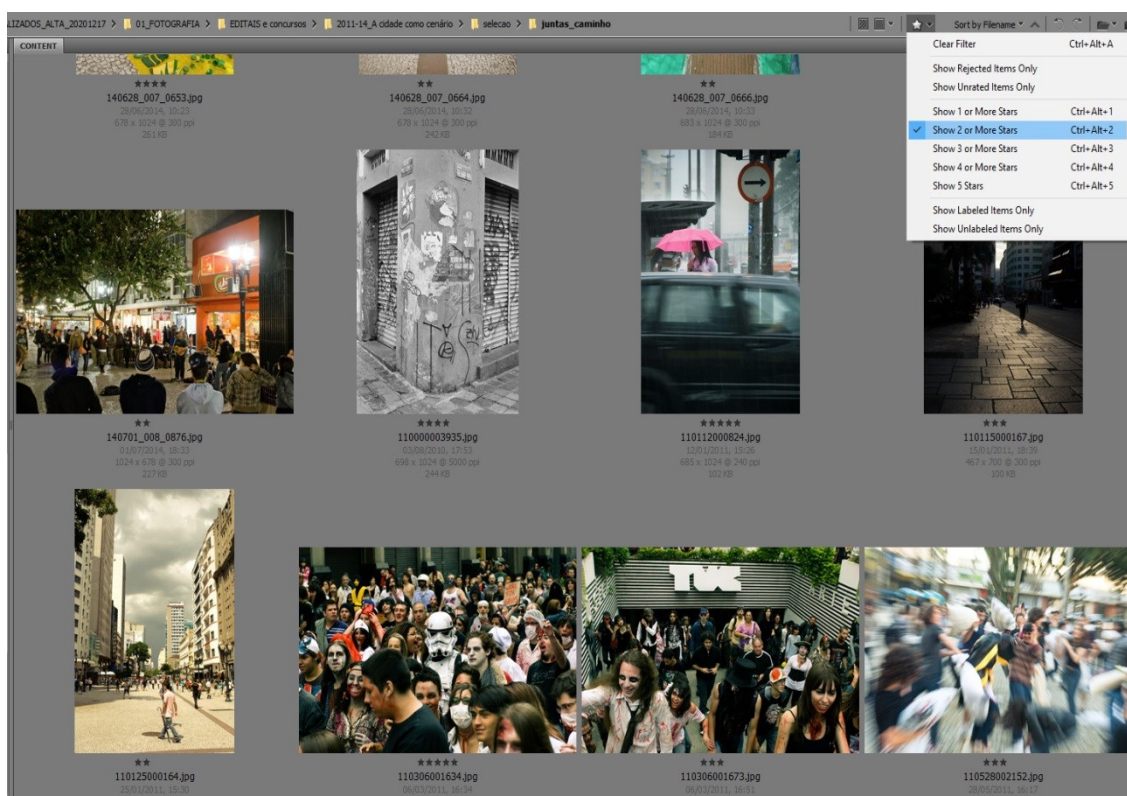 LIZADOS_ALTA_20201217 > 01_FOTOGRAFIA > EDITAIS e concursos > 2011-14_A cidade como cenário > selecao > juntas_caminho
Sort by Filename
CONTENT
Clear Filter Ctrl+Alt+A
Show Rejected Items Only
Show Unrated Items Only
Show 1 or More Stars Ctrl+Alt+1
Show 2 or More Stars Ctrl+Alt+2
Show 3 or More Stars Ctrl+Alt+3
Show 4 or More Stars Ctrl+Alt+4
Show 5 Stars Ctrl+Alt+5
Show Labeled Items Only
Show Unlabeled Items Only
140628_007_0653.jpg 140628_007_0664.jpg 140628_007_0666.jpg
28/06/2014, 10:23 28/06/2014, 10:32 28/06/2014, 10:33
678 x 1024 @ 300 ppi 678 x 1024 @ 300 ppi 683 x 1024 @ 300 ppi
261 KB 242 KB 184 KB
140701_008_0876.jpg 110000003935.jpg 110112000824.jpg 110115000167.jpg
01/07/2014, 18:33 03/08/2010, 17:53 12/01/2011, 15:26 15/01/2011, 18:39
1024 x 678 @ 300 ppi 698 x 1024 @ 5000 ppi 685 x 1024 @ 240 ppi 467 x 700 @ 300 ppi
227 KB 244 KB 102 KB 100 KB
TUK
110125000164.jpg 110306001634.jpg 110306001673.jpg 110528002152.jpg
25/01/2011, 15:30 06/03/2011, 16:34 06/03/2011, 16:51 28/05/2011, 16:17